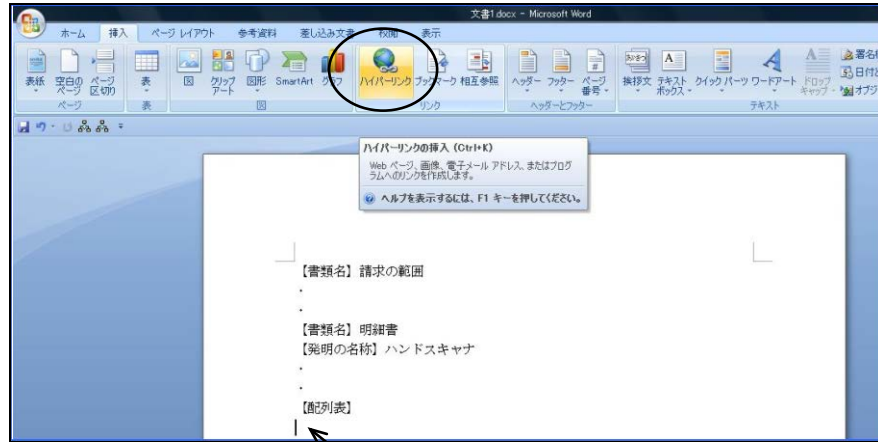 文書1.docx - Microsoft Word
ホーム 挿入 ページ レイアウト 参考資料 差し込み文書 校閲 表示
表紙 空白のページ ページ区切り 表 図 クリップアート 図形 SmartArt グラフ ハイパーリンク ブックマーク 相互参照 ヘッダー フッター ページ番号 挨拶文 テキストボックス クイック パーツ ワードアート ドロップキャップ
署名欄
日付と
オブジ
ページ 表 図 リンク ヘッダーとフッター テキスト
ハイパーリンクの挿入 (Ctrl+K)
Web ページ、画像、電子メール アドレス、またはプログ
ラムへのリンクを作成します。
ヘルプを表示するには、F1 キーを押してください。
【書類名】請求の範囲
・
・
【書類名】明細書
【発明の名称】ハンドスキャナ
・
・
【配列表】